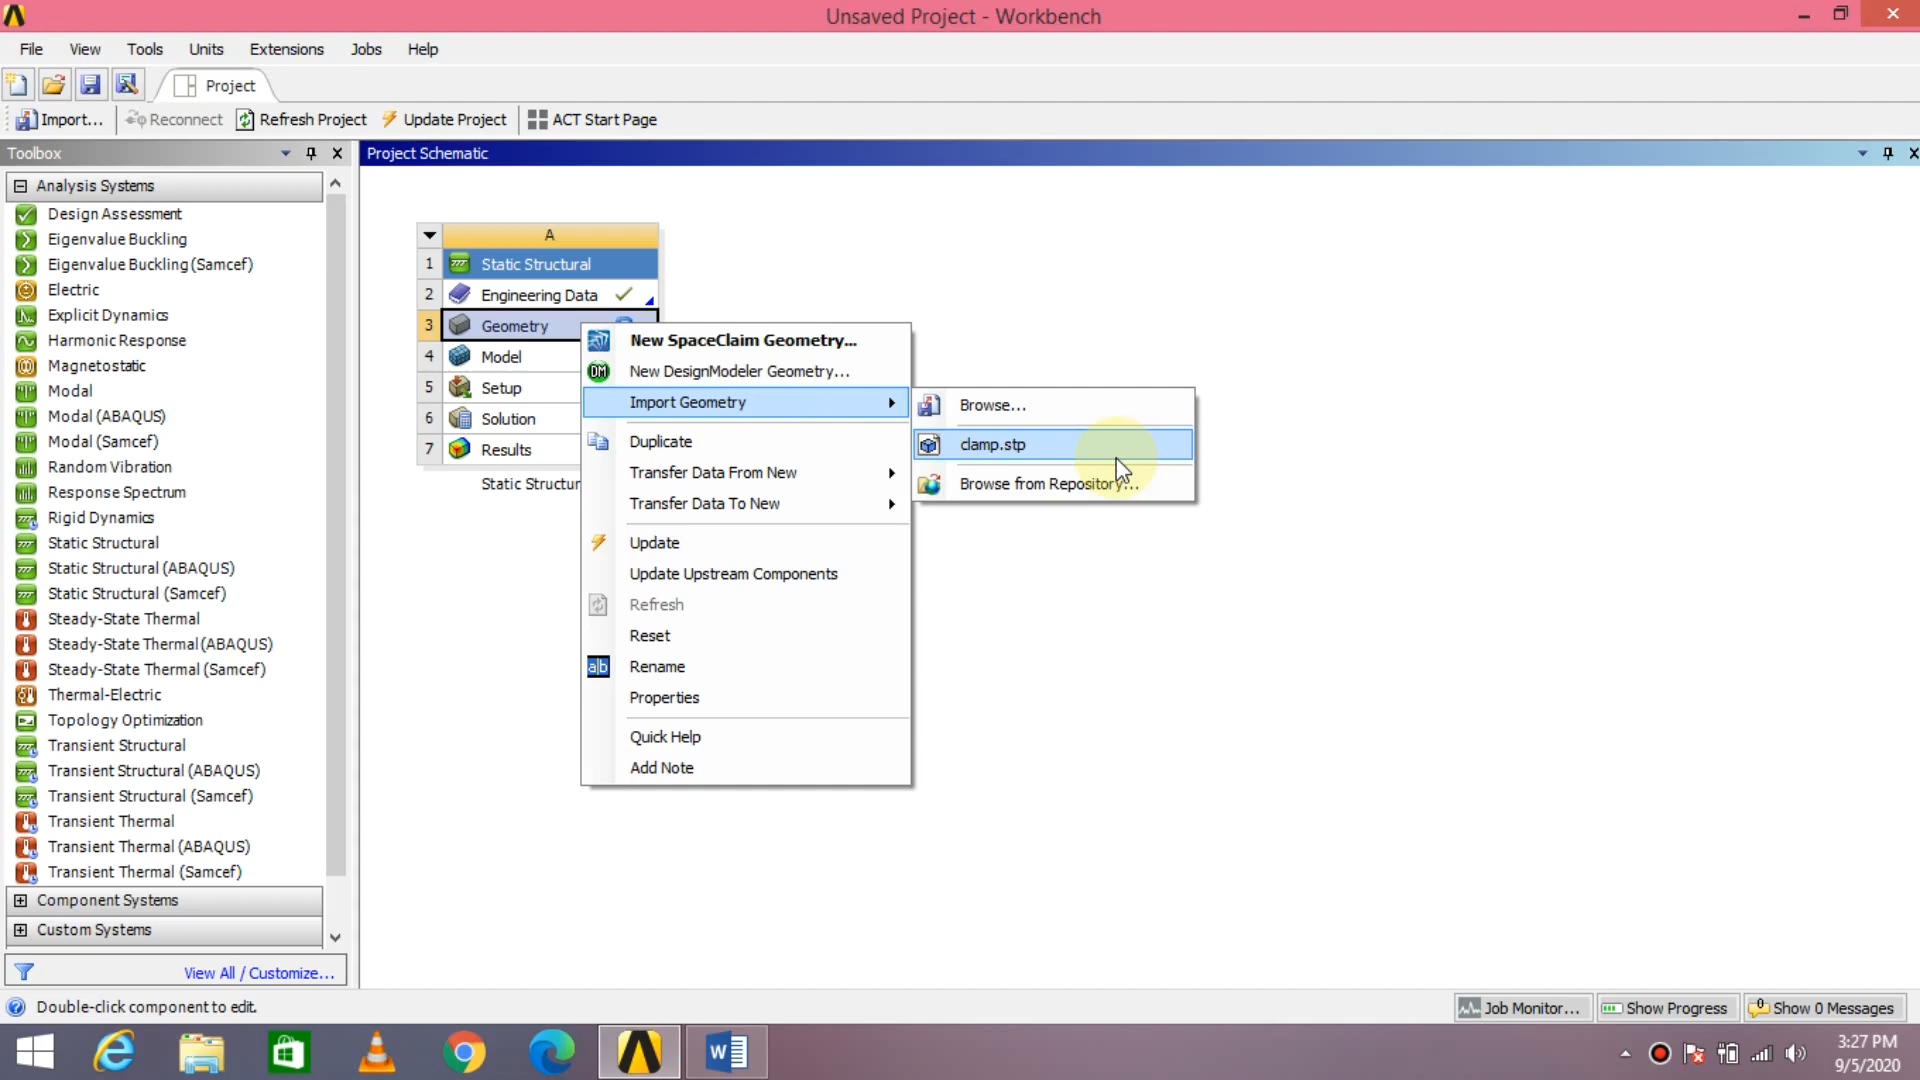 Unsaved Project - Workbench
File View Tools Units Extensions Jobs Help
Project
Import... Reconnect Refresh Project Update Project ACT Start Page
Toolbox
Project Schematic
Analysis Systems
Design Assessment
Eigenvalue Buckling
Eigenvalue Buckling (Samcef)
Electric
Explicit Dynamics
Harmonic Response
Magnetostatic
Modal
Modal (ABAQUS)
Modal (Samcef)
Random Vibration
Response Spectrum
Rigid Dynamics
Static Structural
Static Structural (ABAQUS)
Static Structural (Samcef)
Steady-State Thermal
Steady-State Thermal (ABAQUS)
Steady-State Thermal (Samcef)
Thermal-Electric
Topology Optimization
Transient Structural
Transient Structural (ABAQUS)
Transient Structural (Samcef)
Transient Thermal
Transient Thermal (ABAQUS)
Transient Thermal (Samcef)
Component Systems
Custom Systems
View All / Customize...
A
1 Static Structural
2 Engineering Data
3 Geometry
4 Model
5 Setup
6 Solution
7 Results
Static Structur
New SpaceClaim Geometry...
DM New DesignModeler Geometry...
Import Geometry
Duplicate
Transfer Data From New
Transfer Data To New
Update
Update Upstream Components
Refresh
Reset
a|b Rename
Properties
Quick Help
Add Note
Browse...
clamp.stp
Browse from Repository...
Double-click component to edit.
Job Monitor... Show Progress Show 0 Messages
3:27 PM
9/5/2020